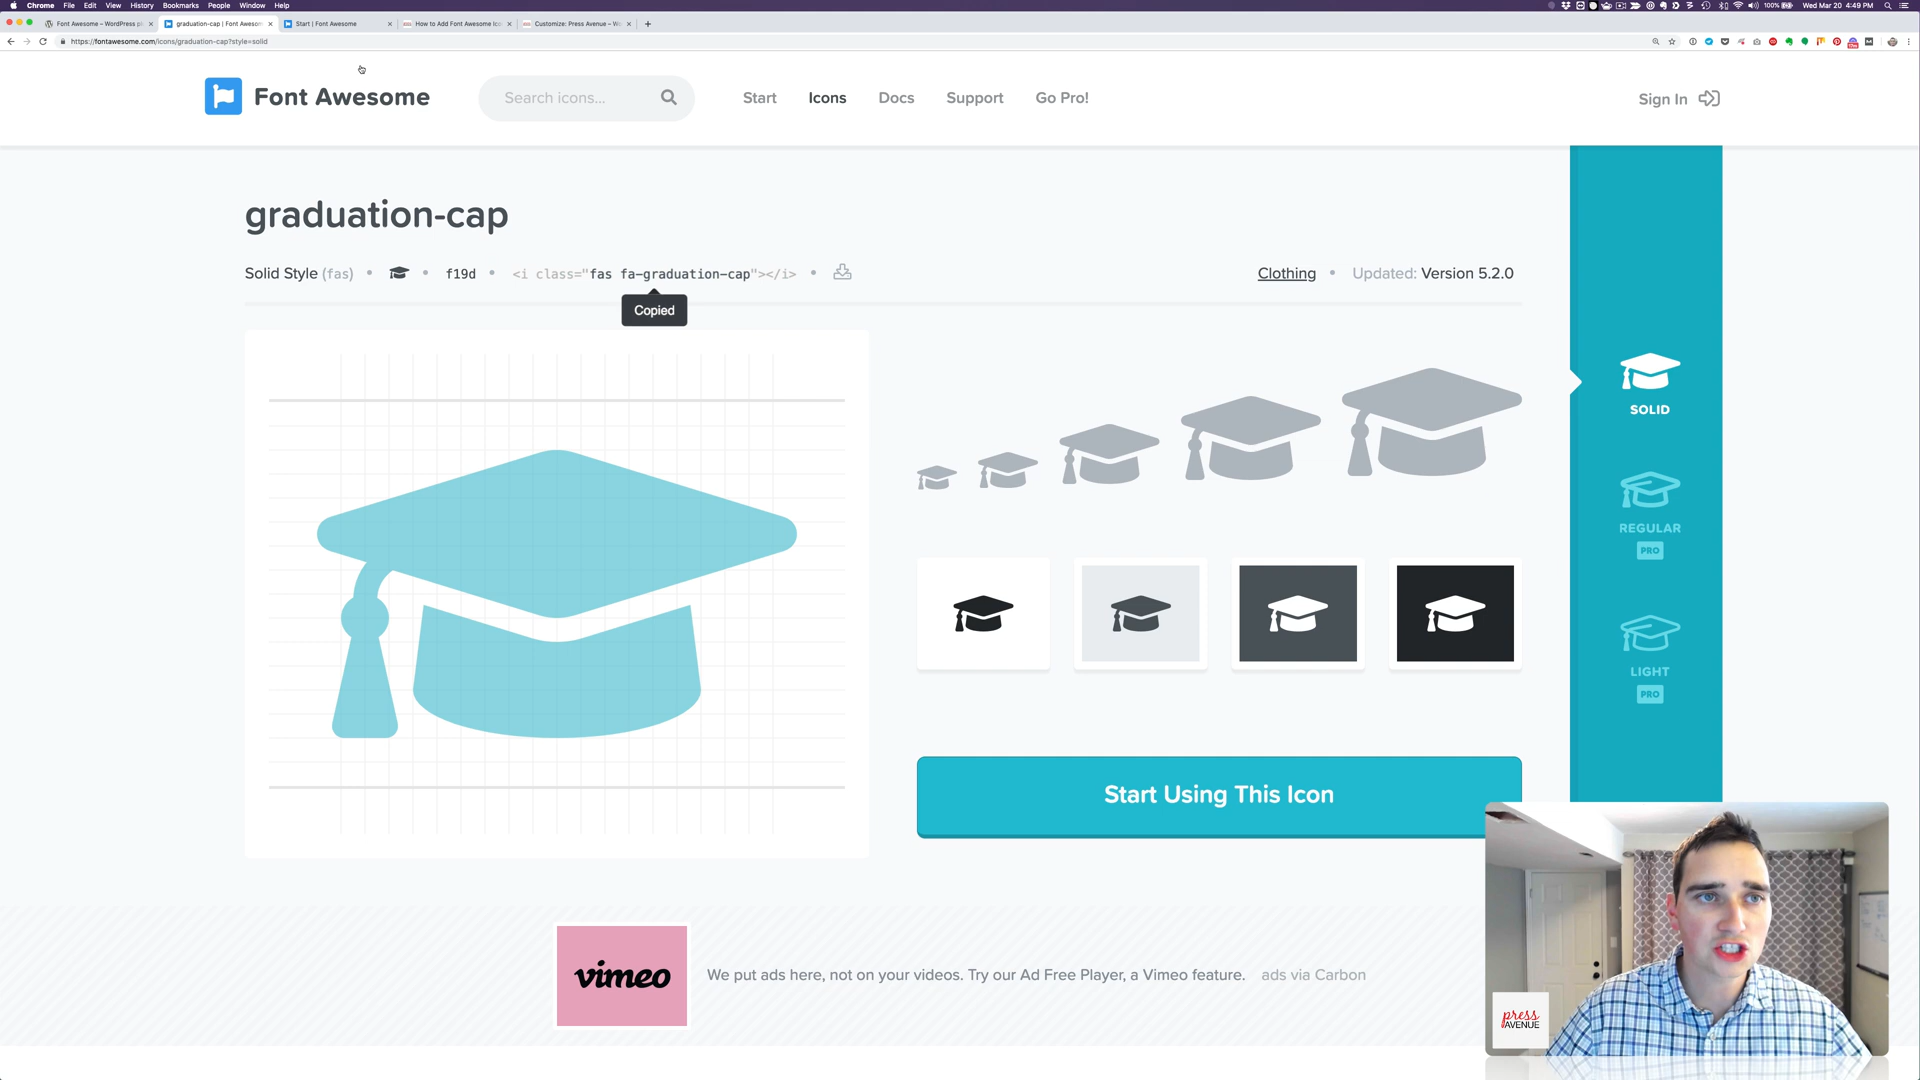 Chrome File Edit View History Bookmarks People Window Help
100% Wed Mar 20 4:49 PM
Font Awesome – WordPress pl
graduation-cap | Font Awesom
Start | Font Awesome
How to Add Font Awesome Ico
Customize: Press Avenue – W
https://fontawesome.com/icons/graduation-cap?style=solid
Font Awesome
Search icons...
Start
Icons
Docs
Support
Go Pro!
Sign In
graduation-cap
Solid Style (fas) • • f19d • <i class="fas fa-graduation-cap"></i> •
Clothing • Updated: Version 5.2.0
Copied
SOLID
REGULAR
PRO
LIGHT
PRO
Start Using This Icon
vimeo
We put ads here, not on your videos. Try our Ad Free Player, a Vimeo feature.
ads via Carbon
press
AVENUE